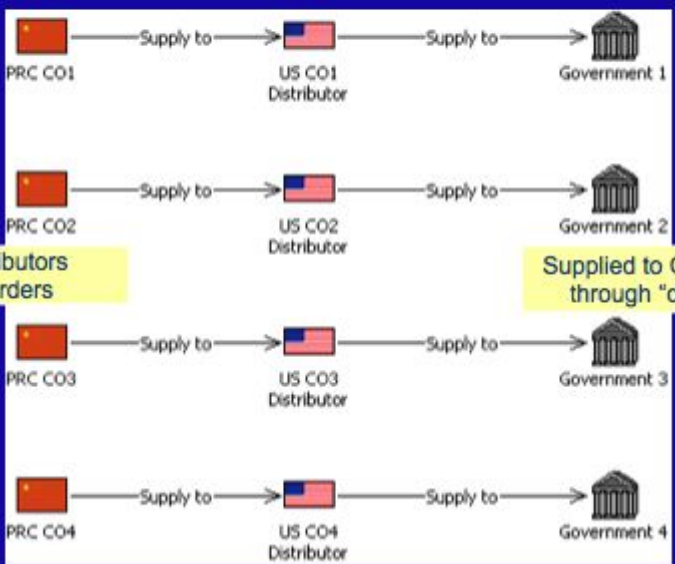 Supply to
Supply to
PRC CO1
US CO1
Distributor
Government 1
Supply to
Supply to
PRC CO2
US CO2
Distributor
Government 2
rders
Supplied to
through
Supply to
Supply to
PRC CO3
US CO3
Distributor
Government 3
Supply to
Supply to
PRC CO4
US CO4
Distributor
Government 4